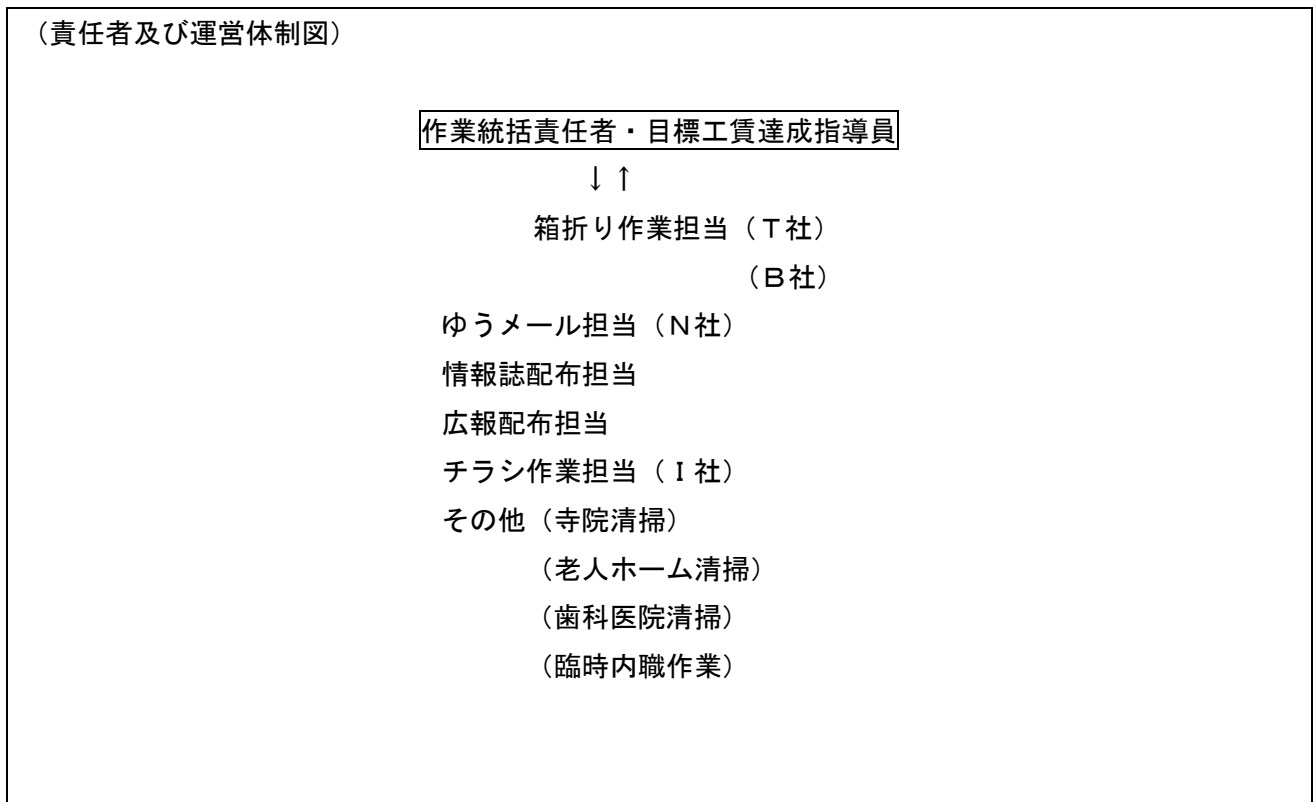 （責任者及び運営体制図）
作業統括責任者・目標工賃達成指導員
↓↑
箱折り作業担当（Ｔ社）
（Ｂ社）
ゆうメール担当（Ｎ社）
情報誌配布担当
広報配布担当
チラシ作業担当（Ｉ社）
その他（寺院清掃）
（老人ホーム清掃）
（歯科医院清掃）
（臨時内職作業）